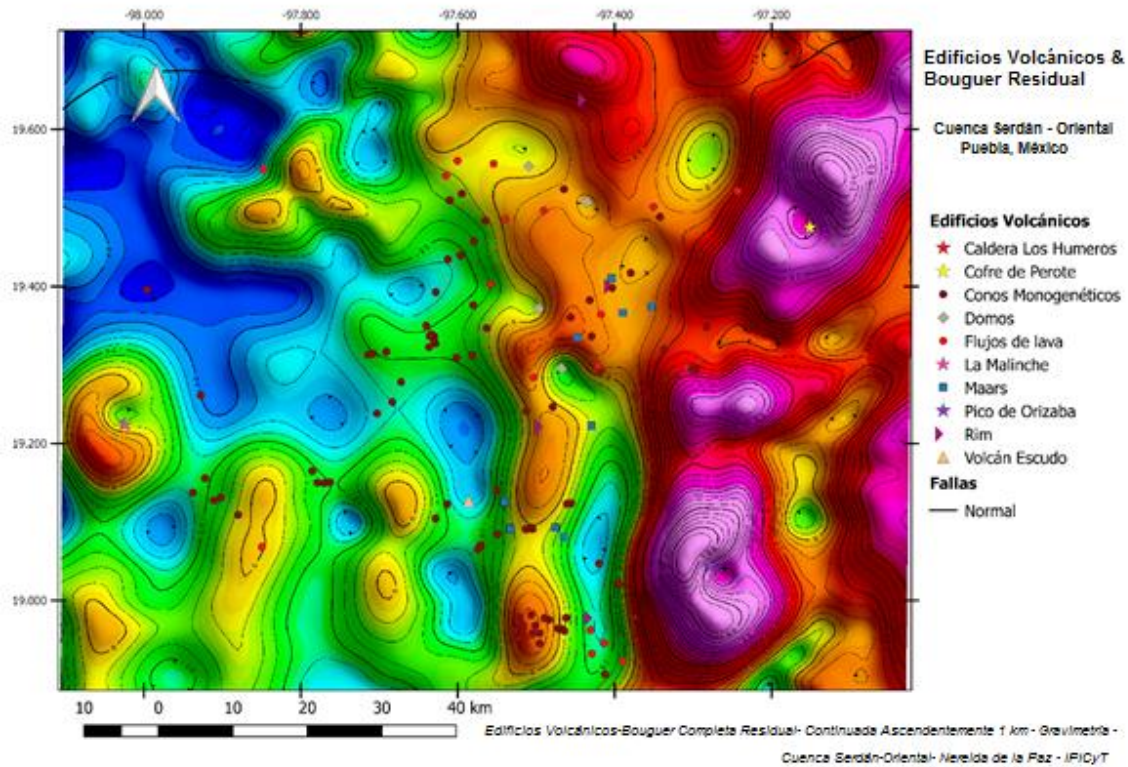 -98.000 -97.800 -97.600 -97.400 -97.200
Edificios Volcánicos &
Bouguer Residual
Cuenca Serdán - Oriental
Puebla, México
19.600
19.400
19.200
19.000
Edificios Volcánicos
Caldera Los Humeros
Cofre de Perote
Conos Monogenéticos
Domos
Flujos de lava
La Malinche
Maars
Pico de Orizaba
Rim
Volcán Escudo
Fallas
Normal
10 0 10 20 30 40 km
Edificios Volcánicos-Bouguer Completa Residual- Continuada Ascendentemente 1 km - Gravimetría -
Cuenca Serdán-Oriental- Nereida de la Paz - IPICyT